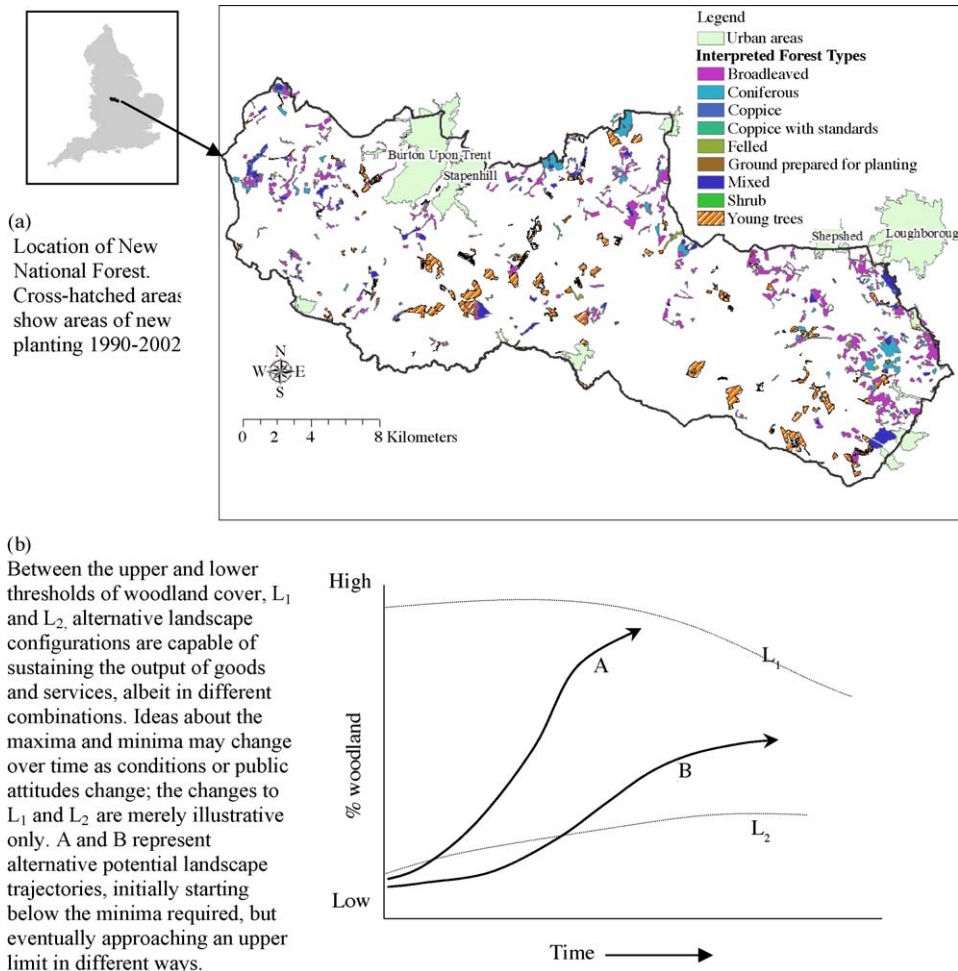 Legend
Urban areas
Interpreted Forest Types
Broadleaved
Coniferous
Coppice
Coppice with standards
Felled
Ground prepared for planting
Mixed
Shrub
Young trees
Burton Upon Trent
Stapenhill
Shepshed
Loughboroug
(a)
Location of New
National Forest.
Cross-hatched areas
show areas of new
planting 1990-2002
N
W E
S
0 2 4 8 Kilometers
(b)
Between the upper and lower
thresholds of woodland cover, L₁
and L₂, alternative landscape
configurations are capable of
sustaining the output of goods
and services, albeit in different
combinations. Ideas about the
maxima and minima may change
over time as conditions or public
attitudes change; the changes to
L₁ and L₂ are merely illustrative
only. A and B represent
alternative potential landscape
trajectories, initially starting
below the minima required, but
eventually approaching an upper
limit in different ways.
High
% woodland
Low
A
L₁
B
L₂
Time